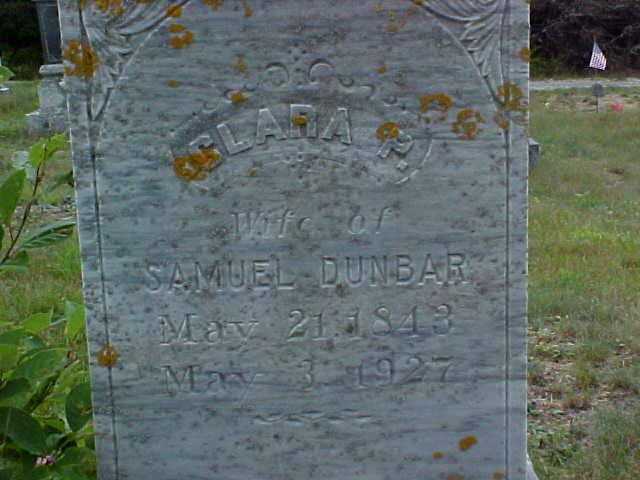 CLARA P.
Wife of
SAMUEL DUNBAR
May 21, 1843
May 3, 1927